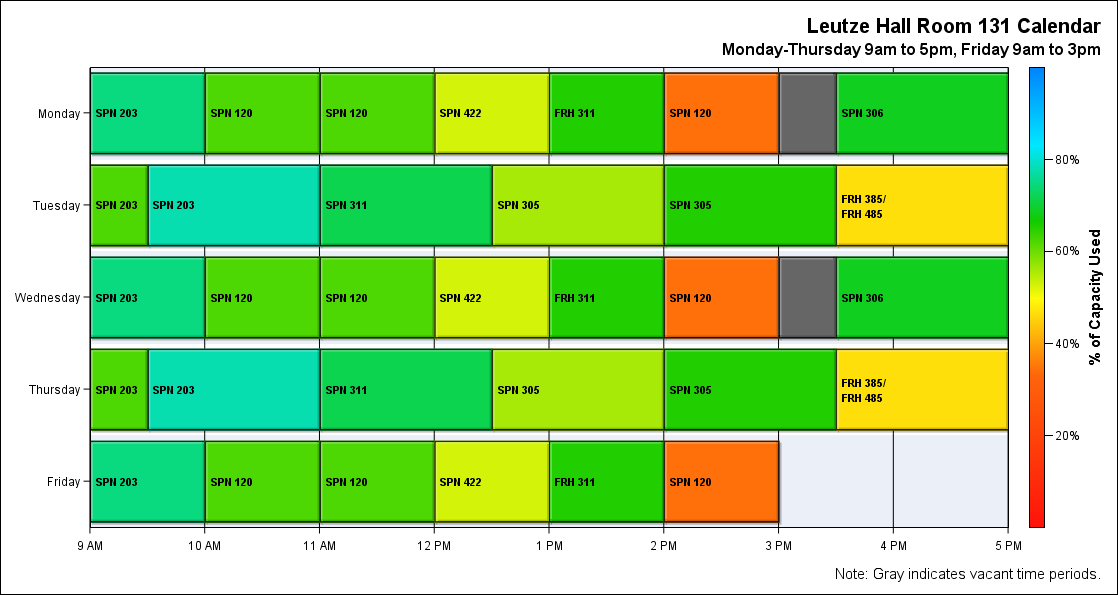 Leutze Hall Room 131 Calendar
Monday-Thursday 9am to 5pm, Friday 9am to 3pm
Monday
SPN 203
SPN 120
SPN 120
SPN 422
FRH 311
SPN 120
SPN 306
Tuesday
SPN 203
SPN 203
SPN 311
SPN 305
SPN 305
FRH 385/
FRH 485
Wednesday
SPN 203
SPN 120
SPN 120
SPN 422
FRH 311
SPN 120
SPN 306
Thursday
SPN 203
SPN 203
SPN 311
SPN 305
SPN 305
FRH 385/
FRH 485
Friday
SPN 203
SPN 120
SPN 120
SPN 422
FRH 311
SPN 120
9 AM
10 AM
11 AM
12 PM
1 PM
2 PM
3 PM
4 PM
5 PM
80%
60%
40%
20%
% of Capacity Used
Note: Gray indicates vacant time periods.